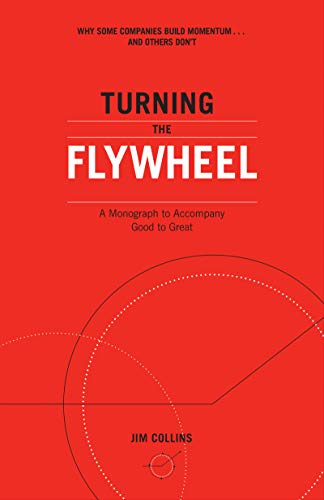 WHY SOME COMPANIES BUILD MOMENTUM . . .
AND OTHERS DON'T
TURNING
THE
FLYWHEEL
A Monograph to Accompany
Good to Great
JIM COLLINS